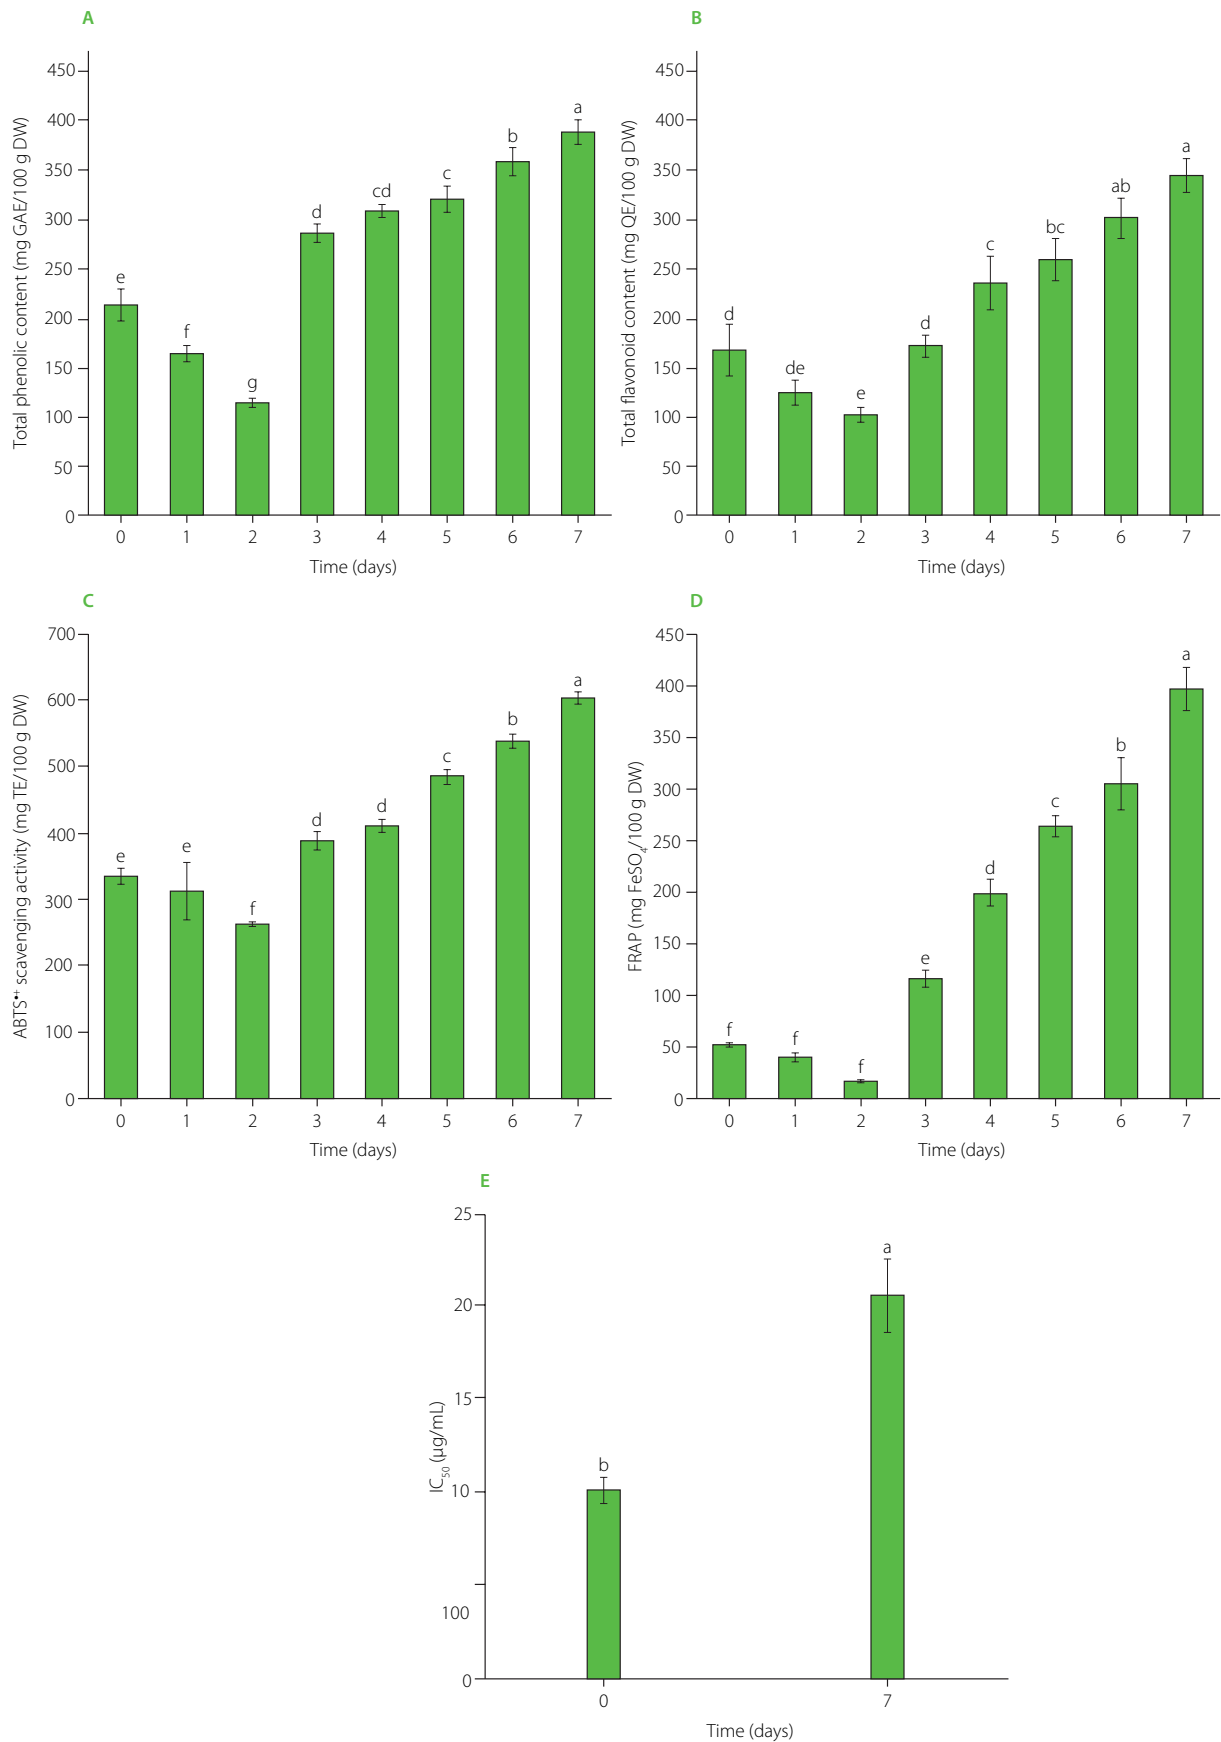 A
Total phenolic content (mg GAE/100 g DW)
450
400
350
300
250
200
150
100
50
0
e
f
g
d
cd
c
b
a
0 1 2 3 4 5 6 7
Time (days)
B
Total flavonoid content (mg QE/100 g DW)
450
400
350
300
250
200
150
100
50
0
d
de
e
d
c
bc
ab
a
0 1 2 3 4 5 6 7
Time (days)
C
ABTS•+ scavenging activity (mg TE/100 g DW)
700
600
500
400
300
200
100
0
e
e
f
d
d
c
b
a
0 1 2 3 4 5 6 7
Time (days)
D
FRAP (mg FeSO4/100 g DW)
450
400
350
300
250
200
150
100
50
0
f
f
f
e
d
c
b
a
0 1 2 3 4 5 6 7
Time (days)
E
IC50 (µg/mL)
25
20
15
10
100
0
b
a
0 7
Time (days)